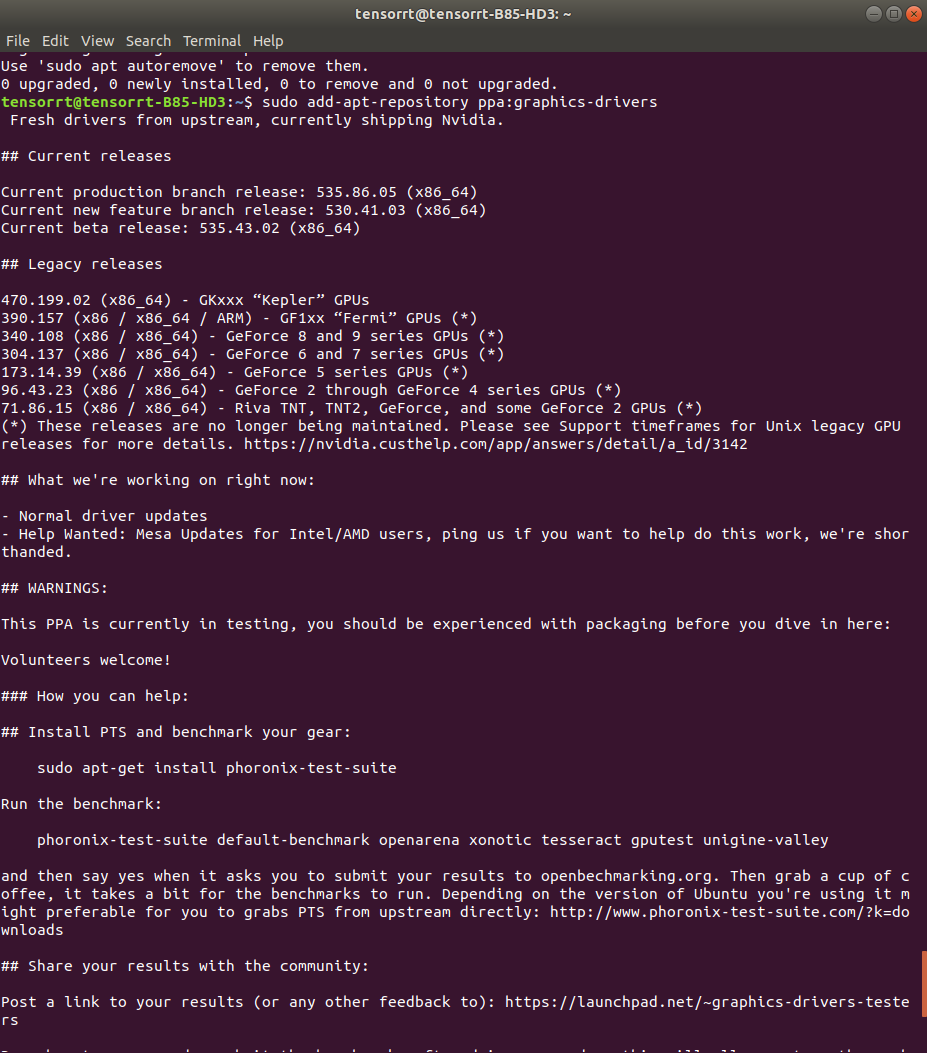 tensorrt@tensorrt-B85-HD3: ~
File Edit View Search Terminal Help
Use 'sudo apt autoremove' to remove them.
0 upgraded, 0 newly installed, 0 to remove and 0 not upgraded.
tensorrt@tensorrt-B85-HD3:~$ sudo add-apt-repository ppa:graphics-drivers
 Fresh drivers from upstream, currently shipping Nvidia.
## Current releases
Current production branch release: 535.86.05 (x86_64)
Current new feature branch release: 530.41.03 (x86_64)
Current beta release: 535.43.02 (x86_64)
## Legacy releases
470.199.02 (x86_64) - GKxxx “Kepler” GPUs
390.157 (x86 / x86_64 / ARM) - GF1xx “Fermi” GPUs (*)
340.108 (x86 / x86_64) - GeForce 8 and 9 series GPUs (*)
304.137 (x86 / x86_64) - GeForce 6 and 7 series GPUs (*)
173.14.39 (x86 / x86_64) - GeForce 5 series GPUs (*)
96.43.23 (x86 / x86_64) - GeForce 2 through GeForce 4 series GPUs (*)
71.86.15 (x86 / x86_64) - Riva TNT, TNT2, GeForce, and some GeForce 2 GPUs (*)
(*) These releases are no longer being maintained. Please see Support timeframes for Unix legacy GPU
releases for more details. https://nvidia.custhelp.com/app/answers/detail/a_id/3142
## What we're working on right now:
- Normal driver updates
- Help Wanted: Mesa Updates for Intel/AMD users, ping us if you want to help do this work, we're shor
thanded.
## WARNINGS:
This PPA is currently in testing, you should be experienced with packaging before you dive in here:
Volunteers welcome!
### How you can help:
## Install PTS and benchmark your gear:
    sudo apt-get install phoronix-test-suite
Run the benchmark:
    phoronix-test-suite default-benchmark openarena xonotic tesseract gputest unigine-valley
and then say yes when it asks you to submit your results to openbechmarking.org. Then grab a cup of c
offee, it takes a bit for the benchmarks to run. Depending on the version of Ubuntu you're using it m
ight preferable for you to grabs PTS from upstream directly: http://www.phoronix-test-suite.com/?k=do
wnloads
## Share your results with the community:
Post a link to your results (or any other feedback to): https://launchpad.net/~graphics-drivers-teste
rs